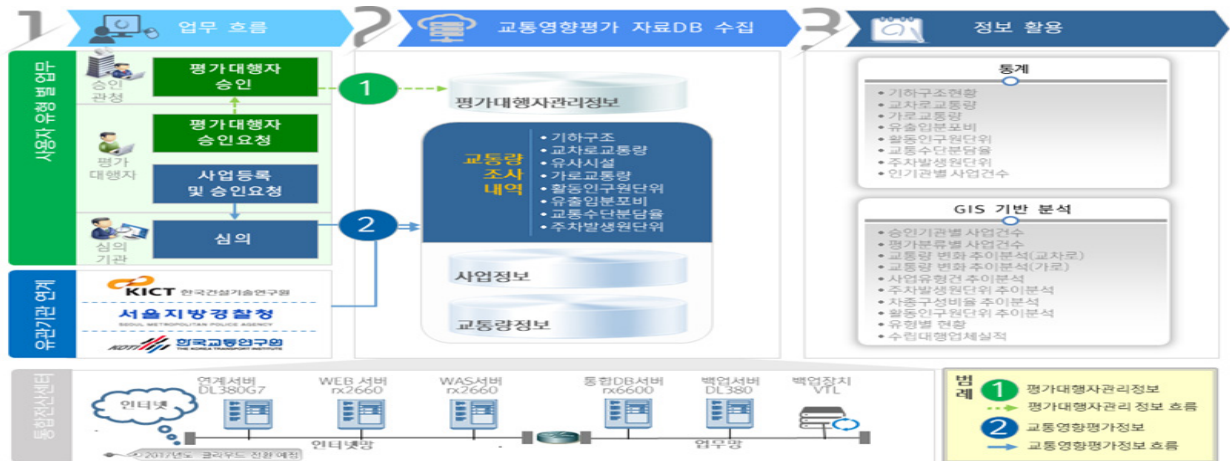 1 업무 흐름
2 교통영향평가 자료DB 수집
3 정보 활용
사용자 유형 별 업무
승인
관청
평가대행자
승인
평가
대행자
평가대행자
승인요청
사업등록
및 승인요청
심의
기관
심의
유관기관 연계
KICT 한국건설기술연구원
서울지방경찰청
SEOUL METROPOLITAN POLICE AGENCY
KOTI 한국교통연구원
THE KOREA TRANSPORT INSTITUTE
1
2
평가대행자관리정보
교통량
조사
내역
• 기하구조
• 교차로교통량
• 유사시설
• 가로교통량
• 활동인구원단위
• 유출입분포비
• 교통수단분담율
• 주차발생원단위
사업정보
교통량정보
통계
• 기하구조현황
• 교차로교통량
• 가로교통량
• 유출입분포비
• 활동인구원단위
• 교통수단분담율
• 주차발생원단위
• 인기관별 사업건수
GIS 기반 분석
• 승인기관별 사업건수
• 평가분류별 사업건수
• 교통량 변화 추이분석(교차로)
• 교통량 변화 추이분석(가로)
• 사업유형건 추이분석
• 주차발생원단위 추이분석
• 차종구성비율 추이분석
• 활동인구원단위 추이분석
• 유형별 현황
• 수립대행업체실적
통합전산센터
인터넷
연계서버
DL380G7
WEB 서버
rx2660
WAS서버
rx2660
통합DB서버
rx6600
백업서버
DL380
백업장치
VTL
인터넷망
업무망
2017년도 클라우드 전환 예정
범례
1 평가대행자관리정보
평가대행자관리 정보 흐름
2 교통영향평가정보
교통영향평가정보 흐름